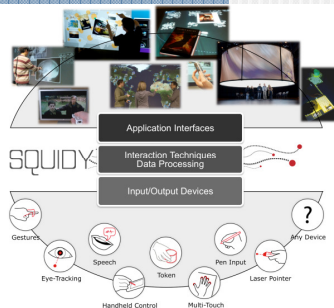 Application Interfaces
SQUIDY
Interaction Techniques
Data Processing
Input/Output Devices
?
Gestures
Any Device
Speech
Token
Pen Input
Eye-Tracking
Laser Pointer
Handheld Control
Multi-Touch